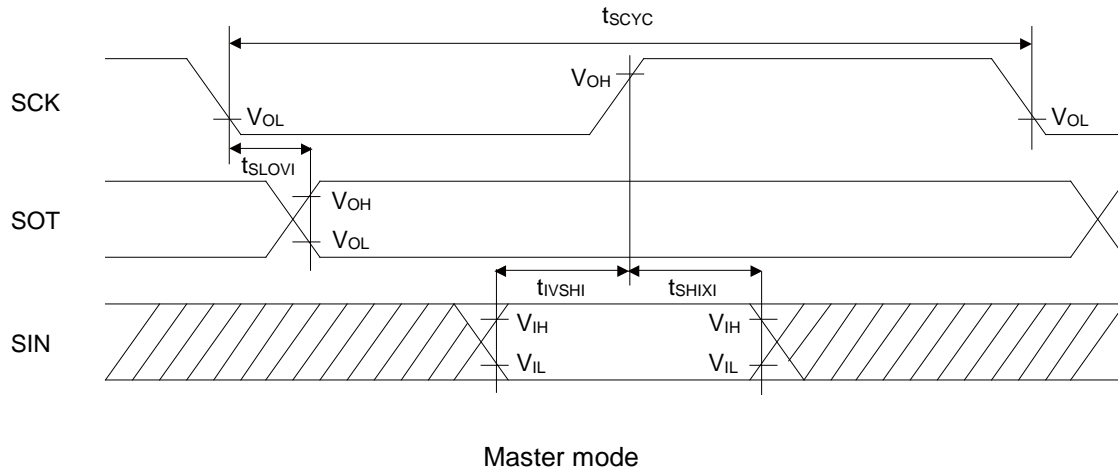 tSCYC
SCK
VOH
VOL
VOL
tSLOVI
SOT
VOH
VOL
tIVSHI
tSHIXI
SIN
VIH
VIH
VIL
VIL
Master mode